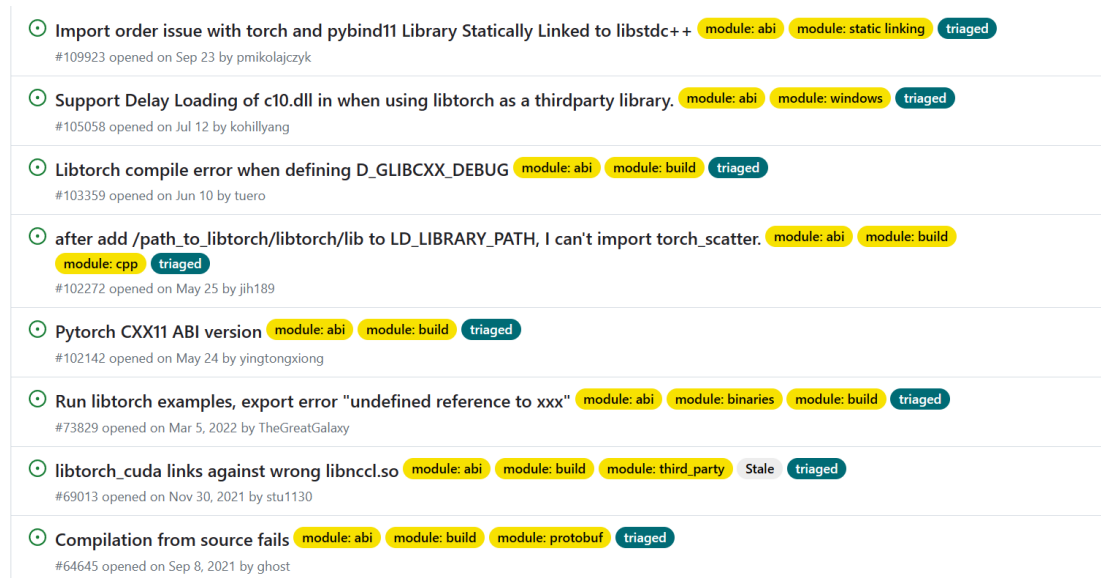 Import order issue with torch and pybind11 Library Statically Linked to libstdc++ module: abi module: static linking triaged
#109923 opened on Sep 23 by pmikolajczyk
Support Delay Loading of c10.dll in when using libtorch as a thirdparty library. module: abi module: windows triaged
#105058 opened on Jul 12 by kohillyang
Libtorch compile error when defining D_GLIBCXX_DEBUG module: abi module: build triaged
#103359 opened on Jun 10 by tuero
after add /path_to_libtorch/libtorch/lib to LD_LIBRARY_PATH, I can't import torch_scatter. module: abi module: build
module: cpp triaged
#102272 opened on May 25 by jih189
Pytorch CXX11 ABI version module: abi module: build triaged
#102142 opened on May 24 by yingtongxiong
Run libtorch examples, export error "undefined reference to xxx" module: abi module: binaries module: build triaged
#73829 opened on Mar 5, 2022 by TheGreatGalaxy
libtorch_cuda links against wrong libnccl.so module: abi module: build module: third_party Stale triaged
#69013 opened on Nov 30, 2021 by stu1130
Compilation from source fails module: abi module: build module: protobuf triaged
#64645 opened on Sep 8, 2021 by ghost